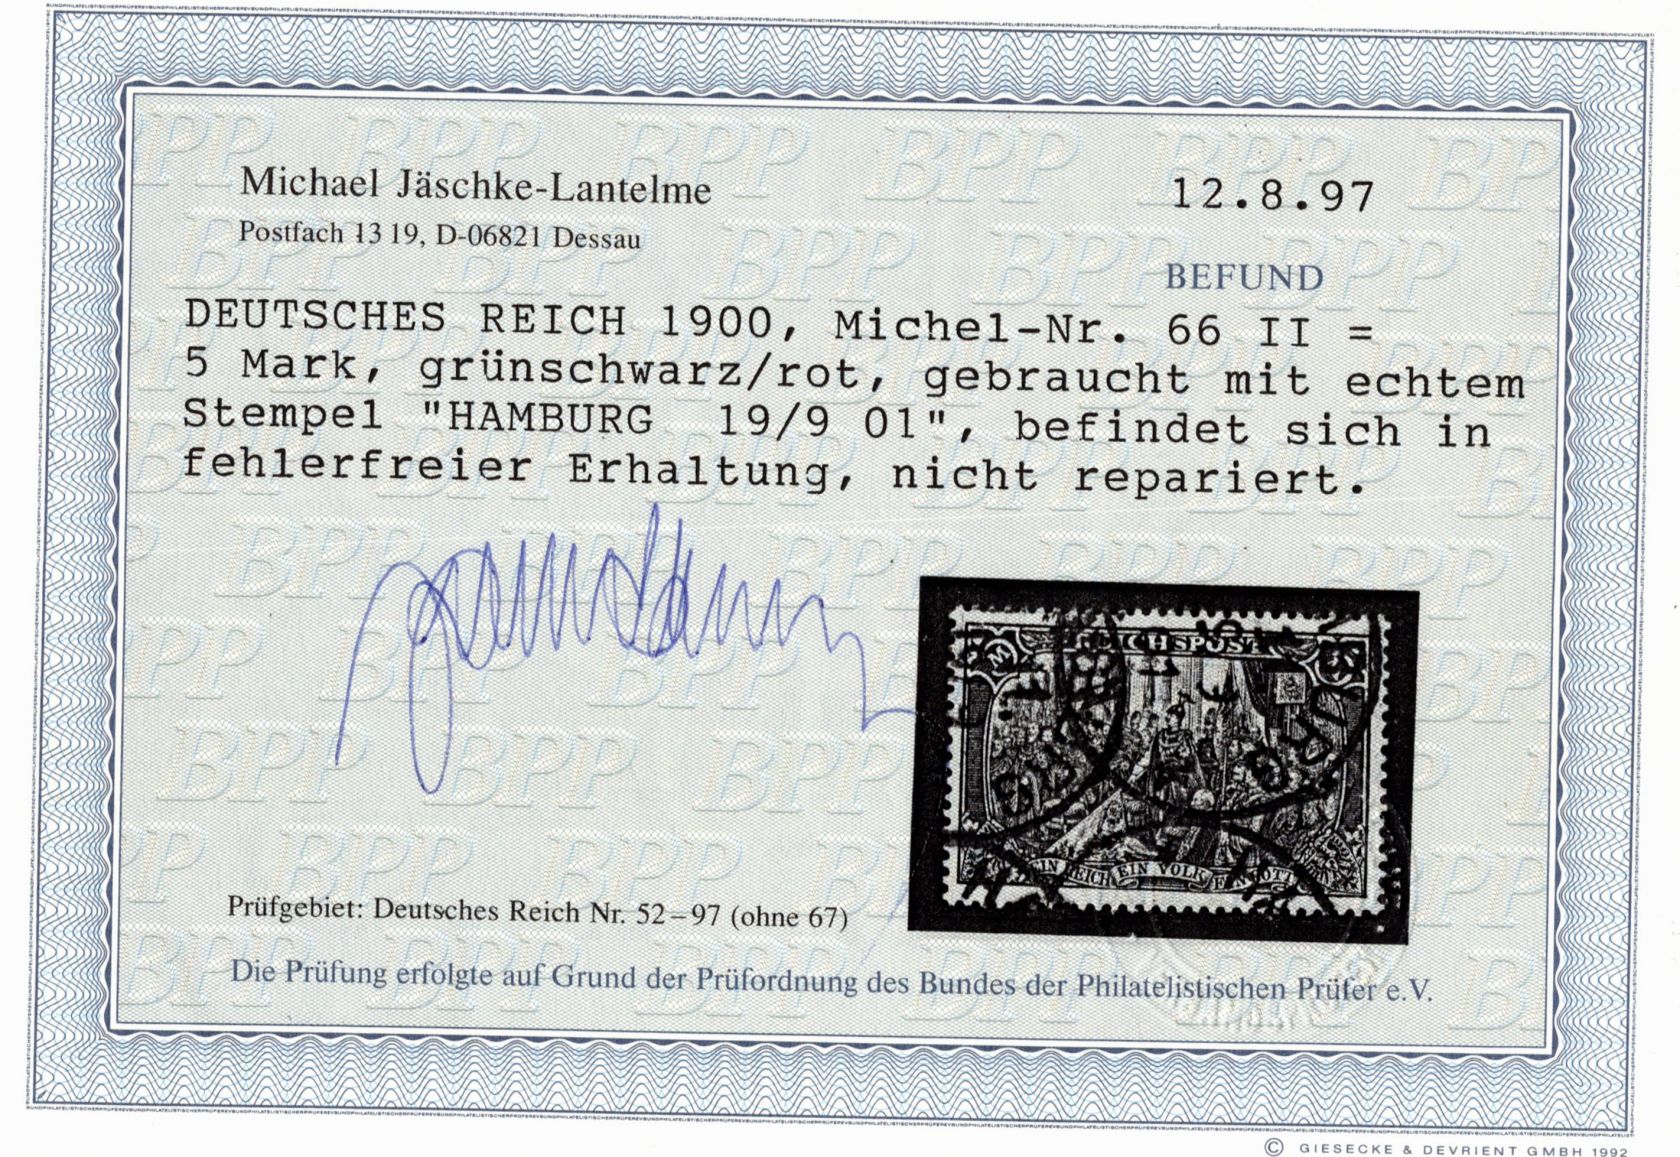 Michael Jäschke-Lantelme
Postfach 13 19, D-06821 Dessau
12.8.97
BEFUND
DEUTSCHES REICH 1900, Michel-Nr. 66 II =
5 Mark, grünschwarz/rot, gebraucht mit echtem
Stempel "HAMBURG 19/9 01", befindet sich in
fehlerfreier Erhaltung, nicht repariert.
REICHSPOST
EIN REICH EIN VOLK EIN GOTT
Prüfgebiet: Deutsches Reich Nr. 52–97 (ohne 67)
Die Prüfung erfolgte auf Grund der Prüfordnung des Bundes der Philatelistischen Prüfer e.V.
© GIESECKE & DEVRIENT GMBH 1992